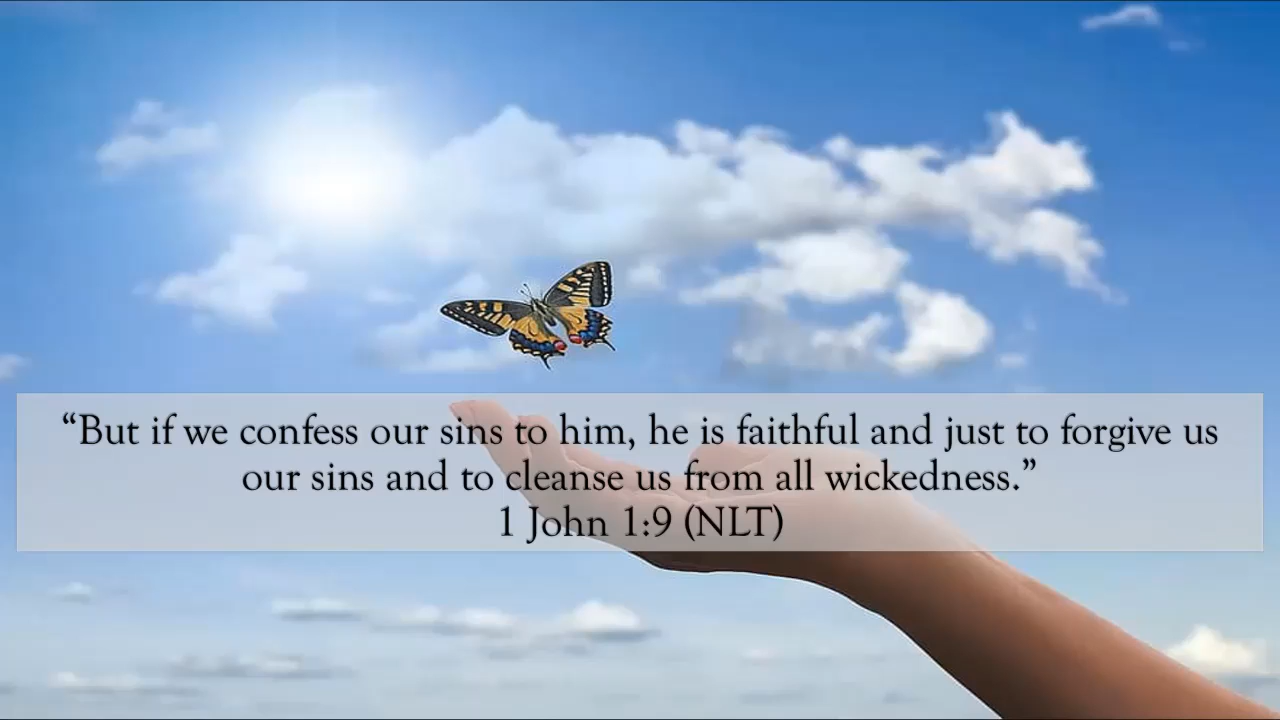 “But if we confess our sins to him, he is faithful and just to forgive us
our sins and to cleanse us from all wickedness.”
1 John 1:9 (NLT)